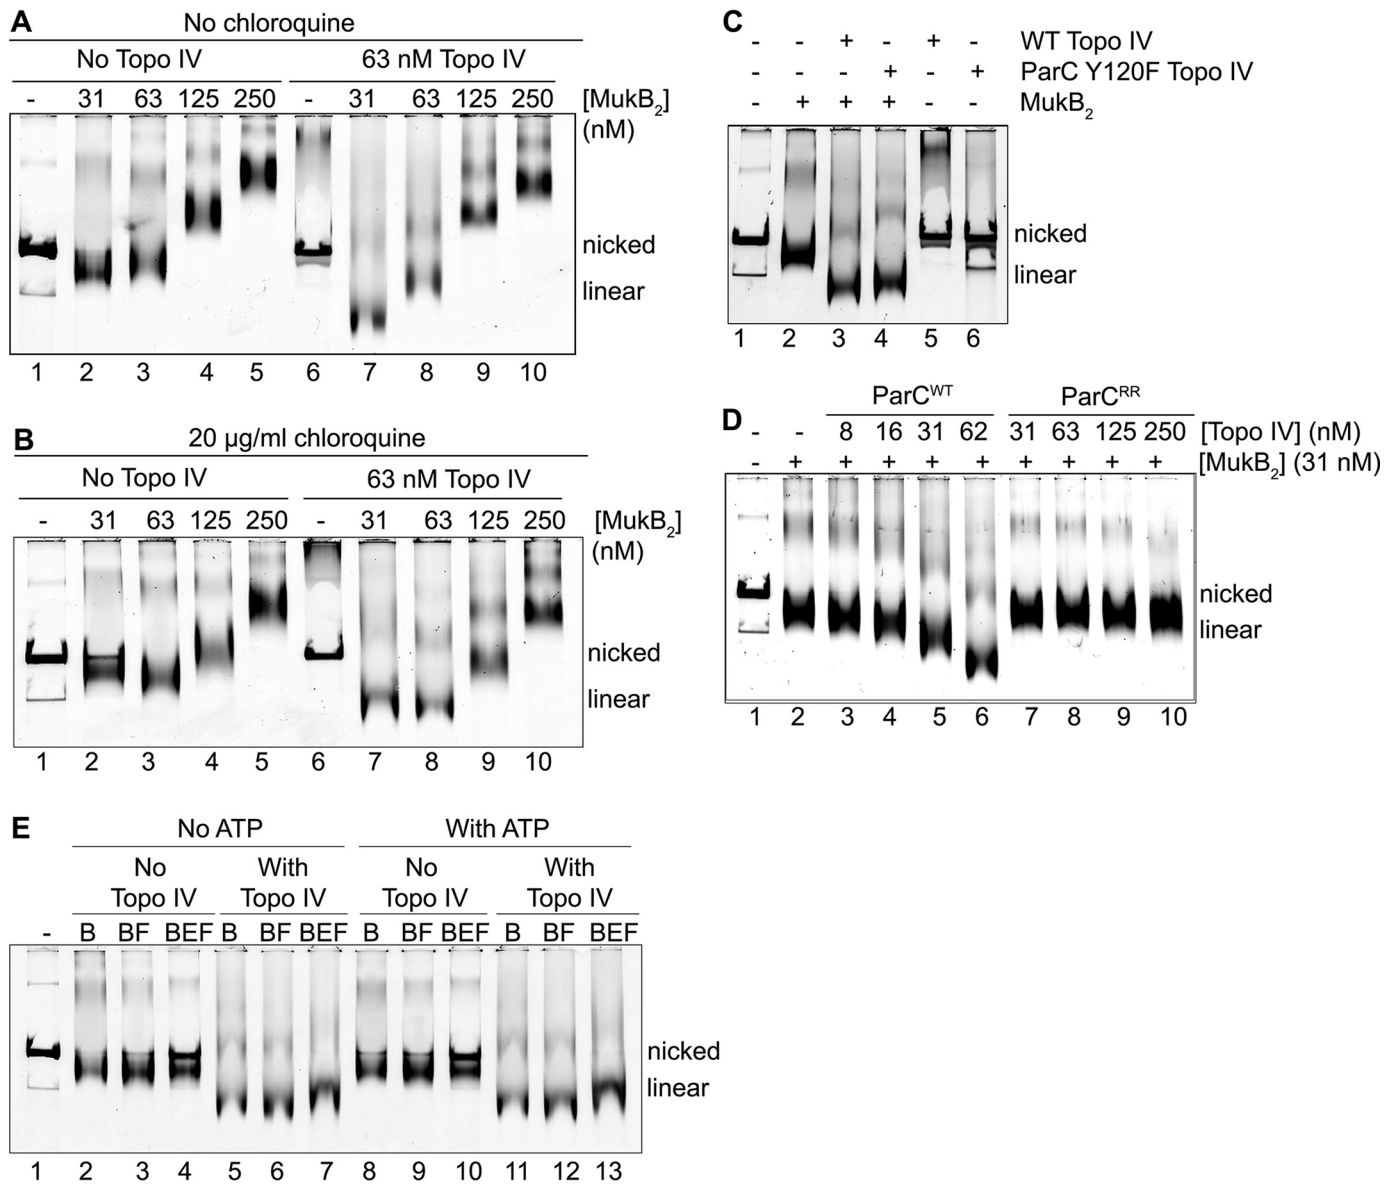 A
No chloroquine
No Topo IV 63 nM Topo IV
- 31 63 125 250 - 31 63 125 250 [MukB2]
(nM)
nicked
linear
1 2 3 4 5 6 7 8 9 10
B
20 µg/ml chloroquine
No Topo IV 63 nM Topo IV
- 31 63 125 250 - 31 63 125 250 [MukB2]
(nM)
nicked
linear
1 2 3 4 5 6 7 8 9 10
C
- - + - + - WT Topo IV
- - - + - + ParC Y120F Topo IV
- + + + - - MukB2
nicked
linear
1 2 3 4 5 6
D
ParCWT ParCRR
- - 8 16 31 62 31 63 125 250 [Topo IV] (nM)
- + + + + + + + + + [MukB2] (31 nM)
nicked
linear
1 2 3 4 5 6 7 8 9 10
E
No ATP With ATP
No With No With
Topo IV Topo IV Topo IV Topo IV
- B BF BEF B BF BEF B BF BEF B BF BEF
nicked
linear
1 2 3 4 5 6 7 8 9 10 11 12 13